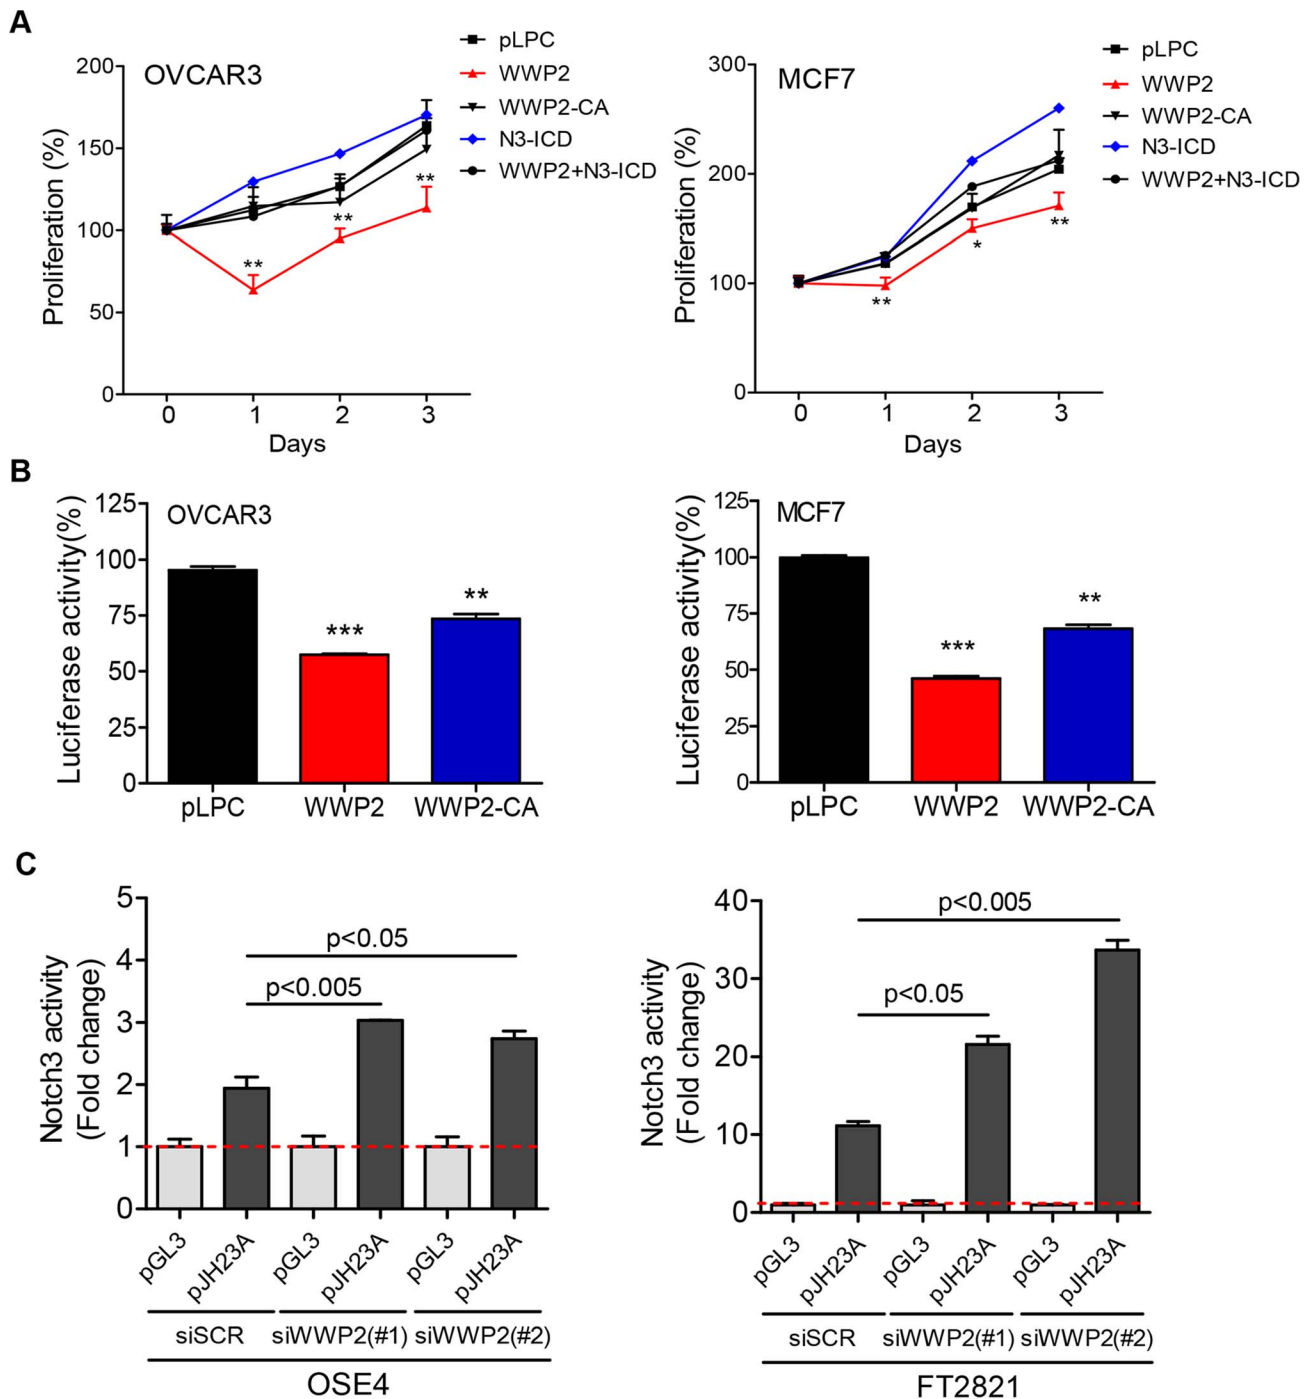 A
OVCAR3
pLPC
WWP2
WWP2-CA
N3-ICD
WWP2+N3-ICD
Proliferation (%)
200
150
100
50
0
**
**
**
0 1 2 3
Days
MCF7
pLPC
WWP2
WWP2-CA
N3-ICD
WWP2+N3-ICD
Proliferation (%)
300
200
100
0
**
*
**
0 1 2 3
Days
B
OVCAR3
Luciferase activity(%)
125
100
75
50
25
0
***
**
pLPC WWP2 WWP2-CA
MCF7
Luciferase activity(%)
125
100
75
50
25
0
***
**
pLPC WWP2 WWP2-CA
C
Notch3 activity
(Fold change)
5
4
3
2
1
0
p<0.05
p<0.005
pGL3 pJH23A pGL3 pJH23A pGL3 pJH23A
siSCR siWWP2(#1) siWWP2(#2)
OSE4
Notch3 activity
(Fold change)
40
30
20
10
0
p<0.005
p<0.05
pGL3 pJH23A pGL3 pJH23A pGL3 pJH23A
siSCR siWWP2(#1) siWWP2(#2)
FT2821